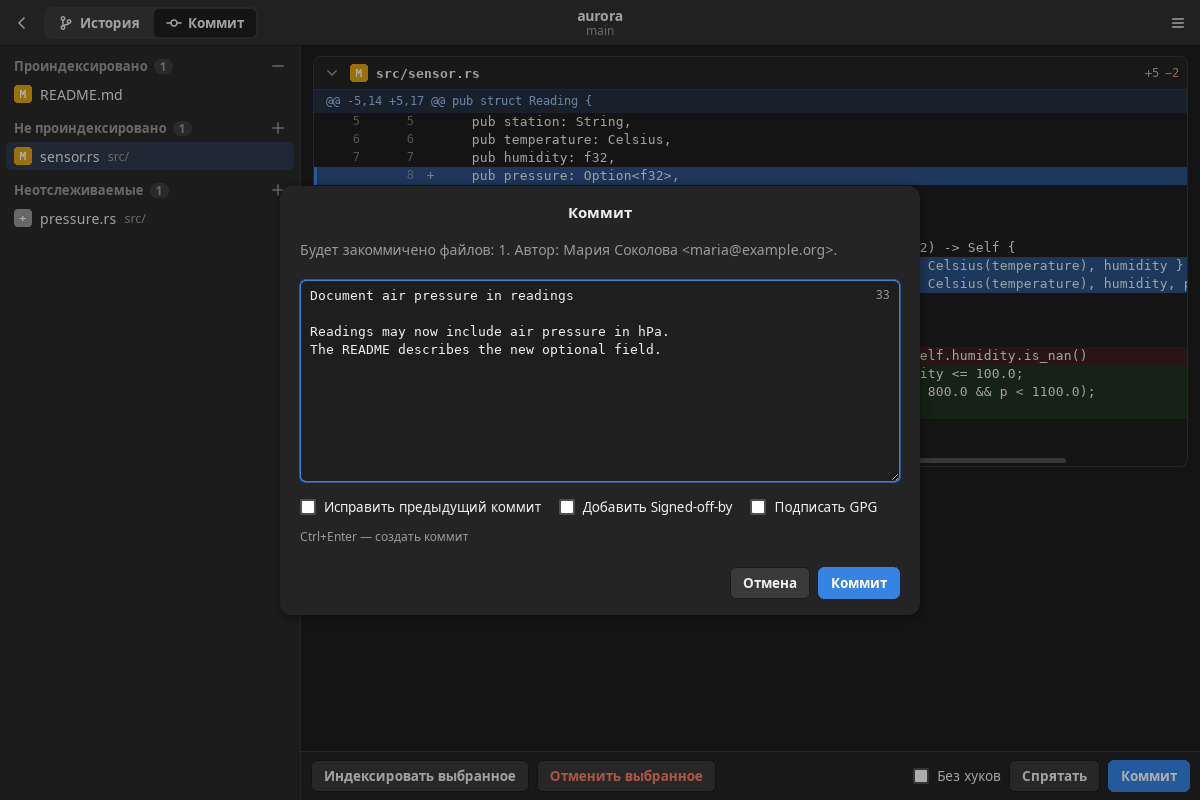 История
Коммит
aurora
main
Проиндексировано 1
M README.md
Не проиндексировано 1
M sensor.rs src/
Неотслеживаемые 1
+ pressure.rs src/
M src/sensor.rs +5 −2
@@ -5,14 +5,17 @@ pub struct Reading {
5 5 pub station: String,
6 6 pub temperature: Celsius,
7 7 pub humidity: f32,
8 + pub pressure: Option<f32>,
2) -> Self {
Celsius(temperature), humidity }
Celsius(temperature), humidity,
elf.humidity.is_nan()
ity <= 100.0;
800.0 && p < 1100.0);
Коммит
Будет закоммичено файлов: 1. Автор: Мария Соколова <maria@example.org>.
Document air pressure in readings 33
Readings may now include air pressure in hPa.
The README describes the new optional field.
Исправить предыдущий коммит
Добавить Signed-off-by
Подписать GPG
Ctrl+Enter — создать коммит
Отмена
Коммит
Индексировать выбранное
Отменить выбранное
Без хуков
Спрятать
Коммит